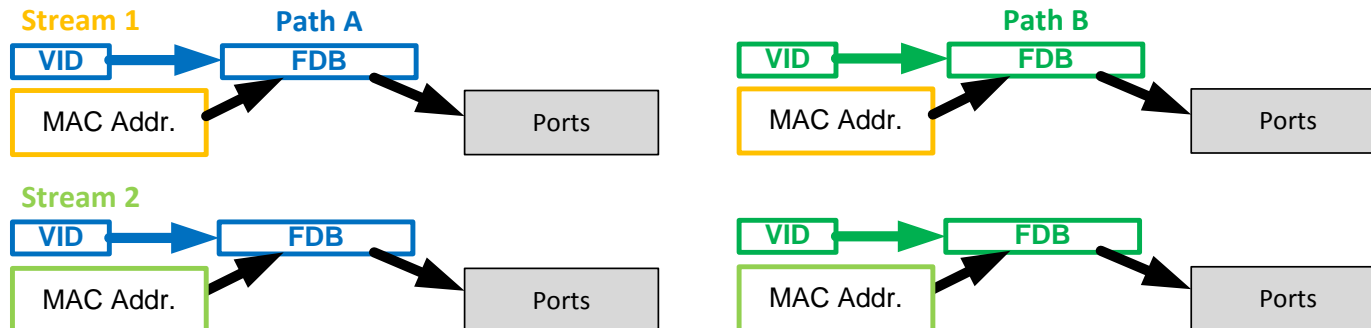 Stream 1
Path A
Path B
VID
FDB
VID
FDB
MAC Addr.
Ports
MAC Addr.
Ports
Stream 2
VID
FDB
VID
FDB
MAC Addr.
Ports
MAC Addr.
Ports